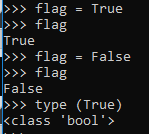 >>> flag = True
>>> flag
True
>>> flag = False
>>> flag
False
>>> type (True)
<class 'bool'>